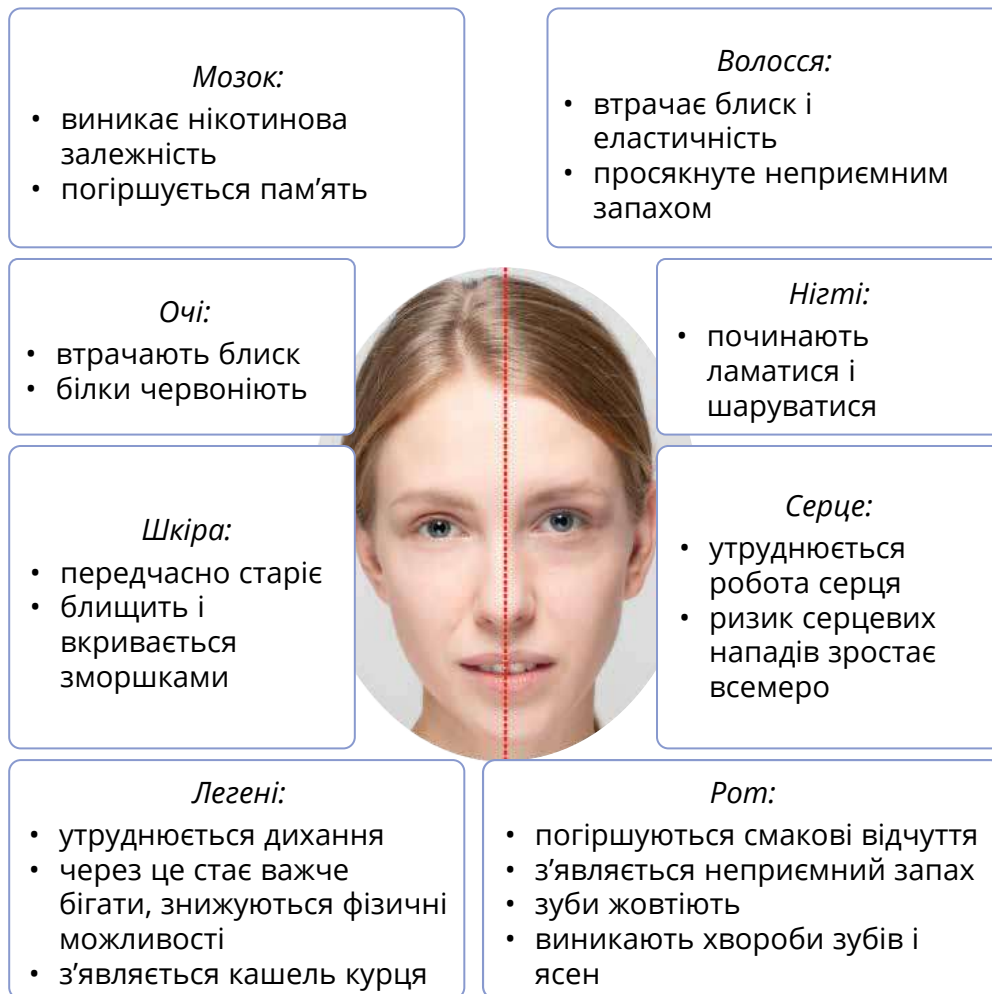 Мозок:
• виникає нікотинова
залежність
• погіршується пам’ять
Волосся:
• втрачає блиск і
еластичність
• просякнуте неприємним
запахом
Очі:
• втрачають блиск
• білки червоніють
Нігті:
• починають
ламатися і
шаруватися
Шкіра:
• передчасно старіє
• блищить і
вкривається
зморшками
Серце:
• утруднюється
робота серця
• ризик серцевих
нападів зростає
всемеро
Легені:
• утруднюється дихання
• через це стає важче
бігати, знижуються фізичні
можливості
• з’являється кашель курця
Рот:
• погіршуються смакові відчуття
• з’являється неприємний запах
• зуби жовтіють
• виникають хвороби зубів і
ясен